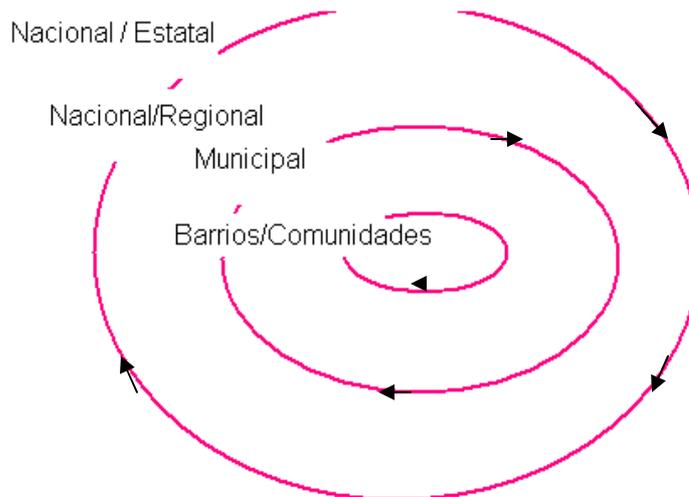 Nacional / Estatal
Nacional/Regional
Municipal
Barrios/Comunidades